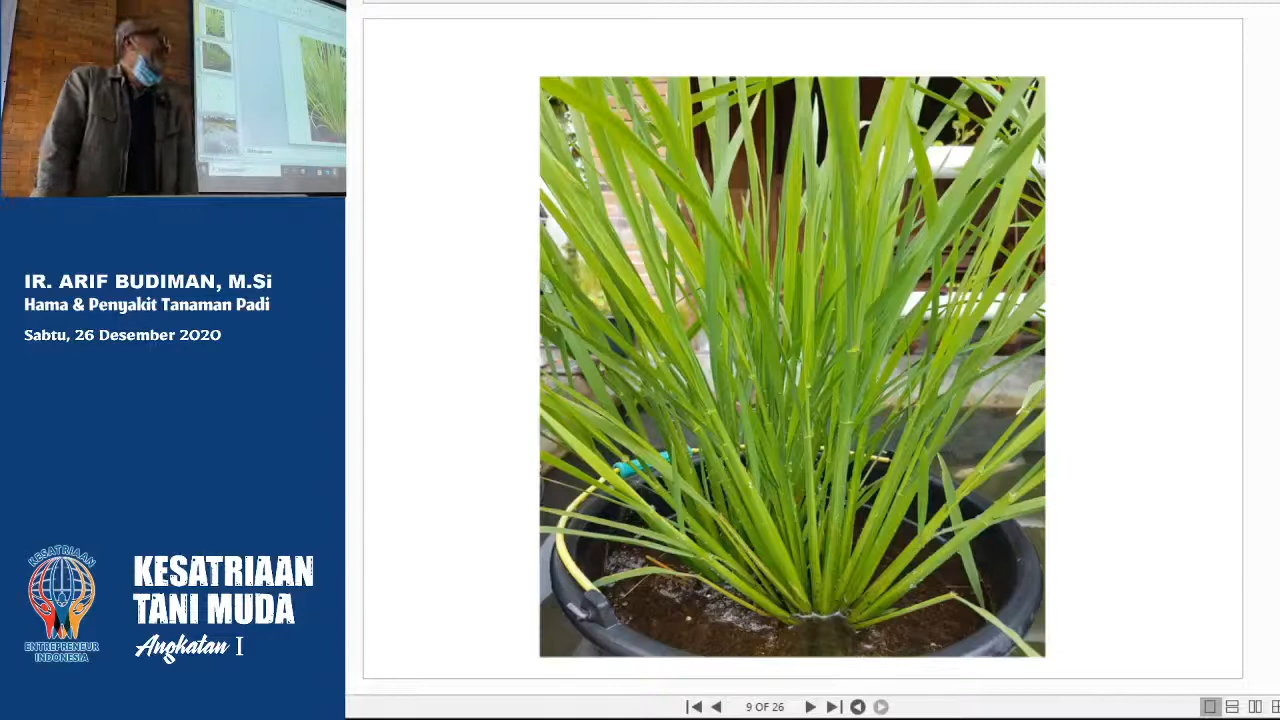 IR. ARIF BUDIMAN, M.Si
Hama & Penyakit Tanaman Padi
Sabtu, 26 Desember 2020
KESATRIAAN
ENTREPRENEUR
INDONESIA
KESATRIAAN
TANI MUDA
Angkatan I
9 OF 26